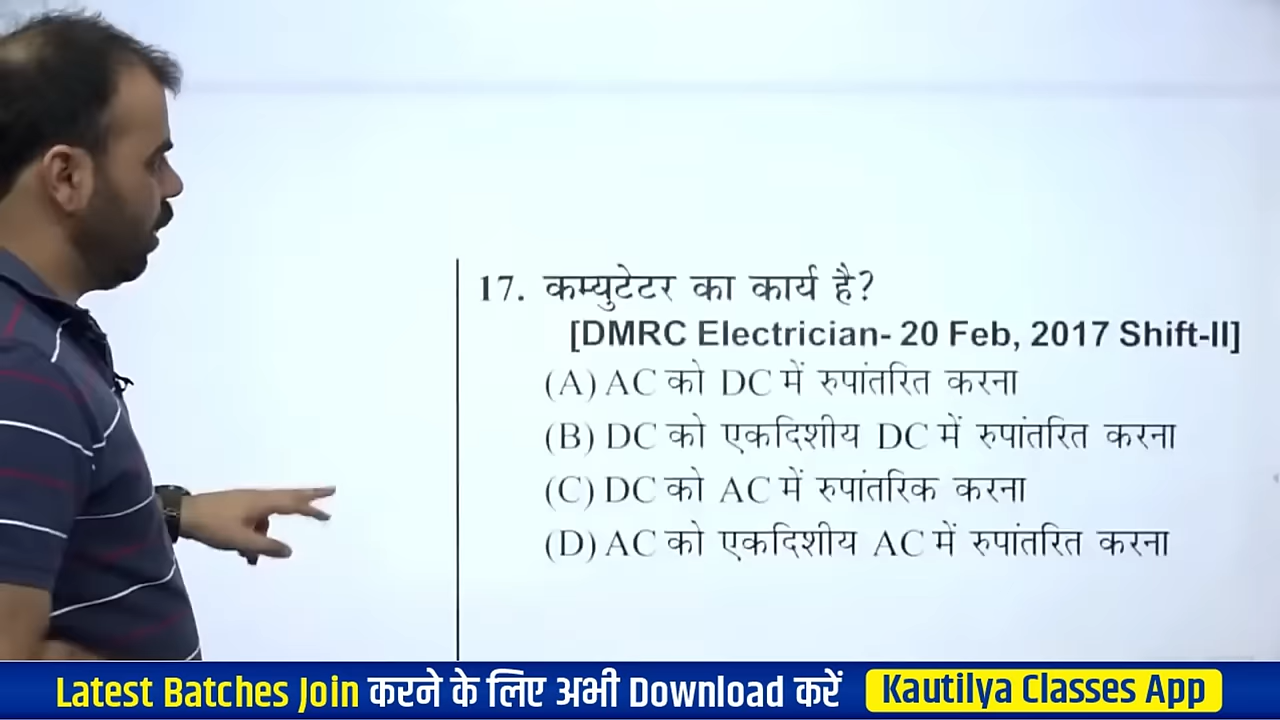 17. कम्युटेटर का कार्य है?
[DMRC Electrician- 20 Feb, 2017 Shift-II]
(A) AC को DC में रुपांतरित करना
(B) DC को एकदिशीय DC में रुपांतरित करना
(C) DC को AC में रुपांतरिक करना
(D) AC को एकदिशीय AC में रुपांतरित करना
Latest Batches Join करने के लिए अभी Download करें Kautilya Classes App